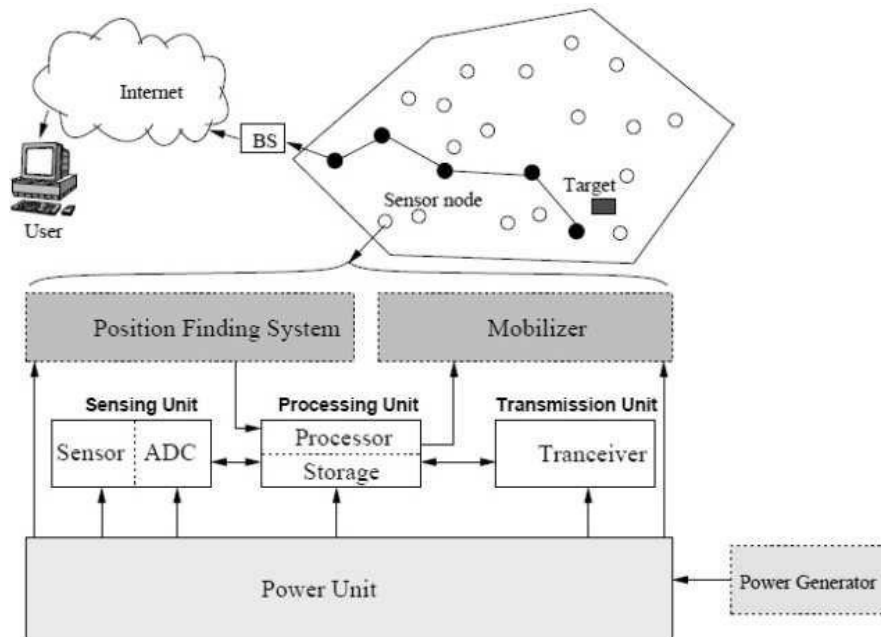 Internet
BS
User
Sensor node
Target
Position Finding System
Mobilizer
Sensing Unit
Processing Unit
Transmission Unit
Sensor
ADC
Processor
Storage
Tranceiver
Power Unit
Power Generator